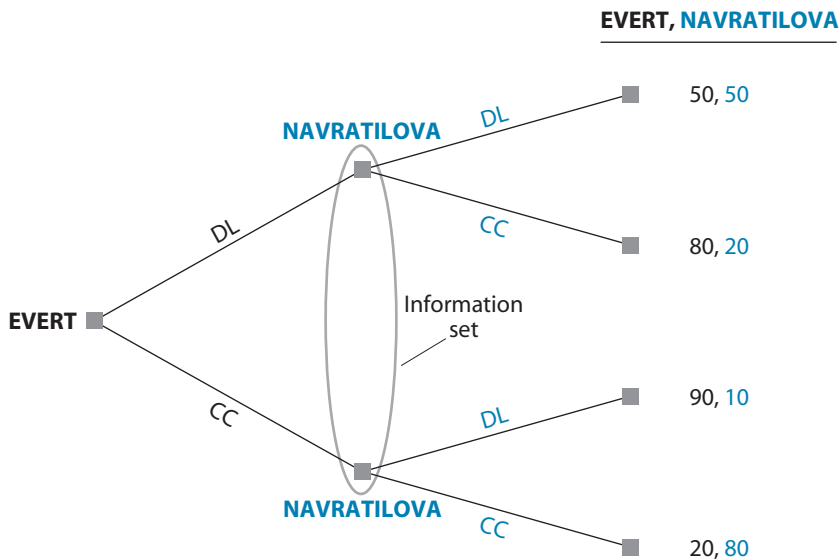 EVERT, NAVRATILOVA
50, 50
DL
NAVRATILOVA
DL
CC
80, 20
EVERT
Information
set
CC
DL
90, 10
NAVRATILOVA
CC
20, 80